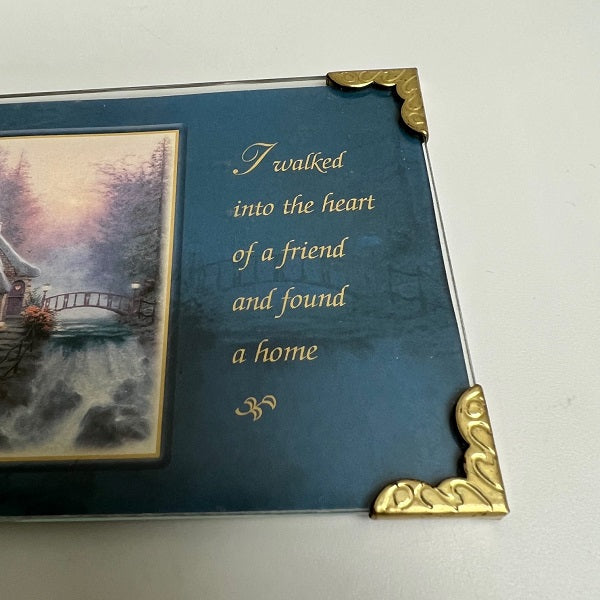 I walked
into the heart
of a friend
and found
a home